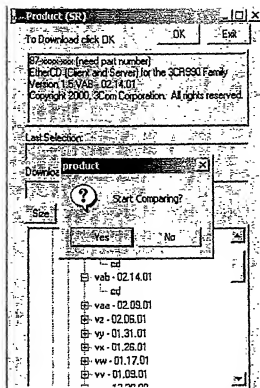 Product (SR)
To Download click OK
OK
Exit
(need part number)
EtherCD (Client and Server) for the 3CR990 Family
Version 1.5 VAB - 02.14.01
Copyright 2000, 3Com Corporation. All rights reserved.
Last Selection:
product
Start Comparing?
Size
Yes
No
cd
vab - 02.14.01
cd
vaa - 02.09.01
vz - 02.06.01
vy - 01.31.01
vx - 01.26.01
vw - 01.17.01
vv - 01.09.01